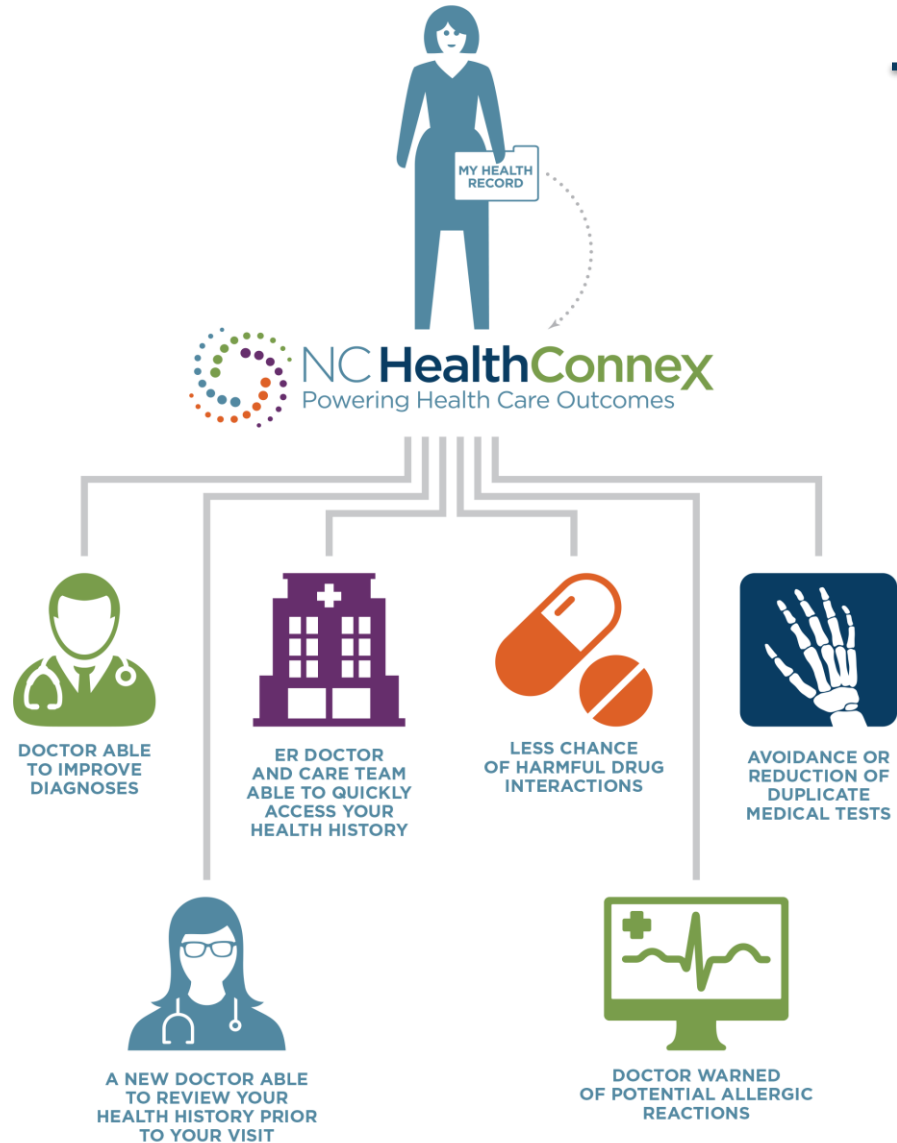 MY HEALTH
RECORD
NC HealthConnex
Powering Health Care Outcomes
DOCTOR ABLE
TO IMPROVE
DIAGNOSES
ER DOCTOR
AND CARE TEAM
ABLE TO QUICKLY
ACCESS YOUR
HEALTH HISTORY
LESS CHANCE
OF HARMFUL DRUG
INTERACTIONS
AVOIDANCE OR
REDUCTION OF
DUPLICATE
MEDICAL TESTS
A NEW DOCTOR ABLE
TO REVIEW YOUR
HEALTH HISTORY PRIOR
TO YOUR VISIT
DOCTOR WARNED
OF POTENTIAL ALLERGIC
REACTIONS